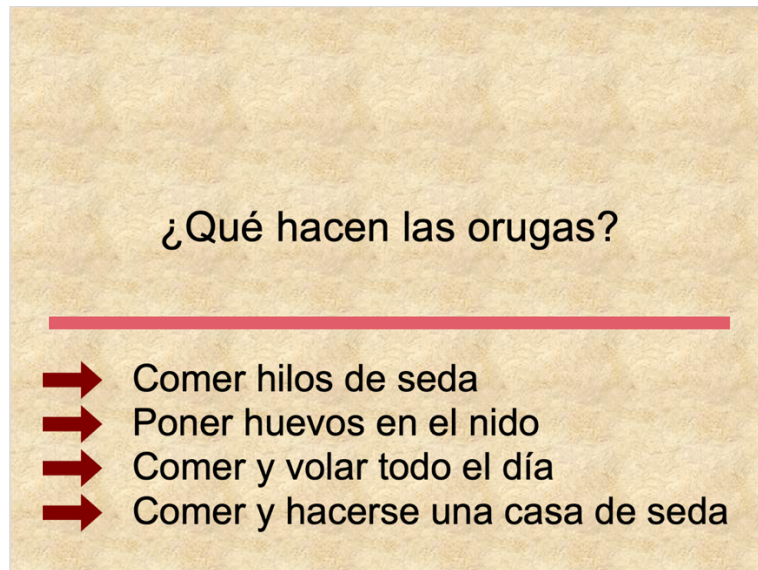 ¿Qué hacen las orugas?
Comer hilos de seda
Poner huevos en el nido
Comer y volar todo el día
Comer y hacerse una casa de seda